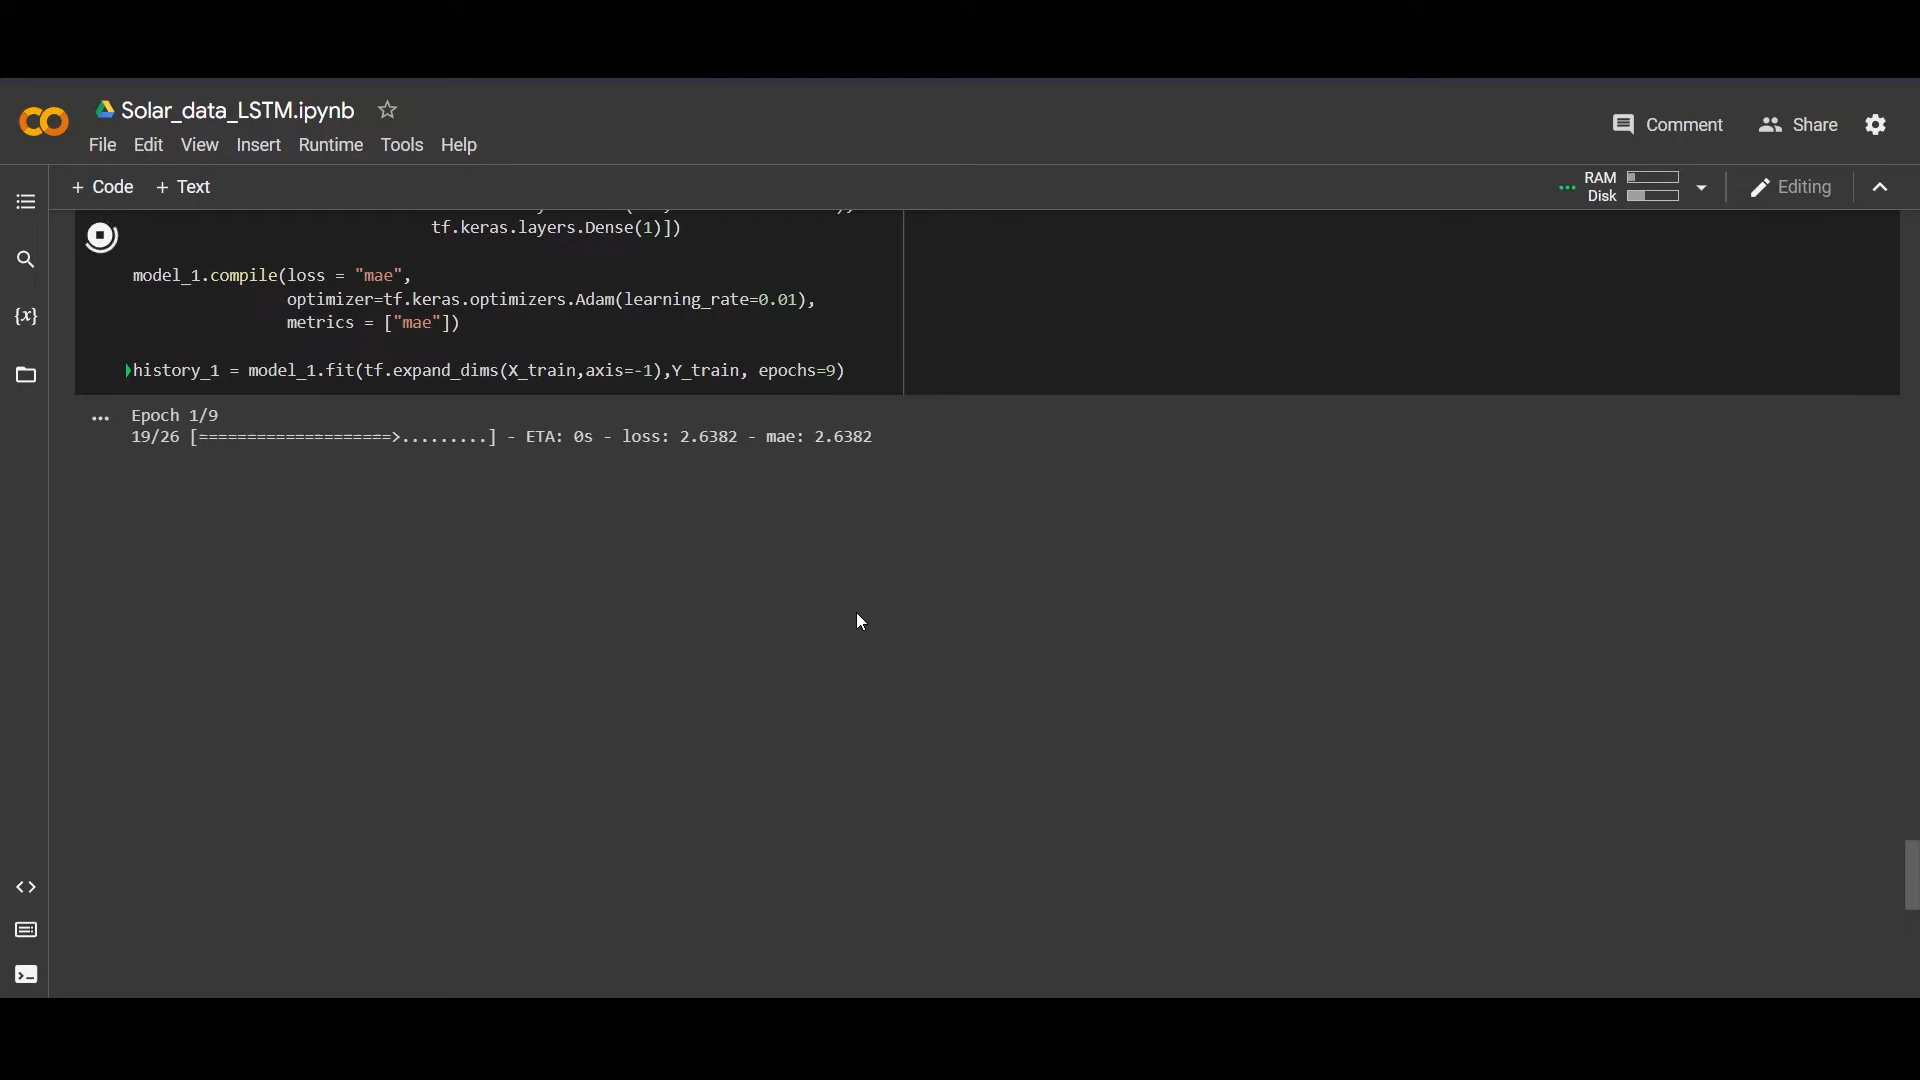 Solar_data_LSTM.ipynb
File Edit View Insert Runtime Tools Help
Comment Share
+ Code + Text
RAM
Disk
Editing
tf.keras.layers.Dense(1)])
model_1.compile(loss = "mae",
optimizer=tf.keras.optimizers.Adam(learning_rate=0.01),
metrics = ["mae"])
history_1 = model_1.fit(tf.expand_dims(X_train,axis=-1),Y_train, epochs=9)
Epoch 1/9
19/26 [====================>.........] - ETA: 0s - loss: 2.6382 - mae: 2.6382